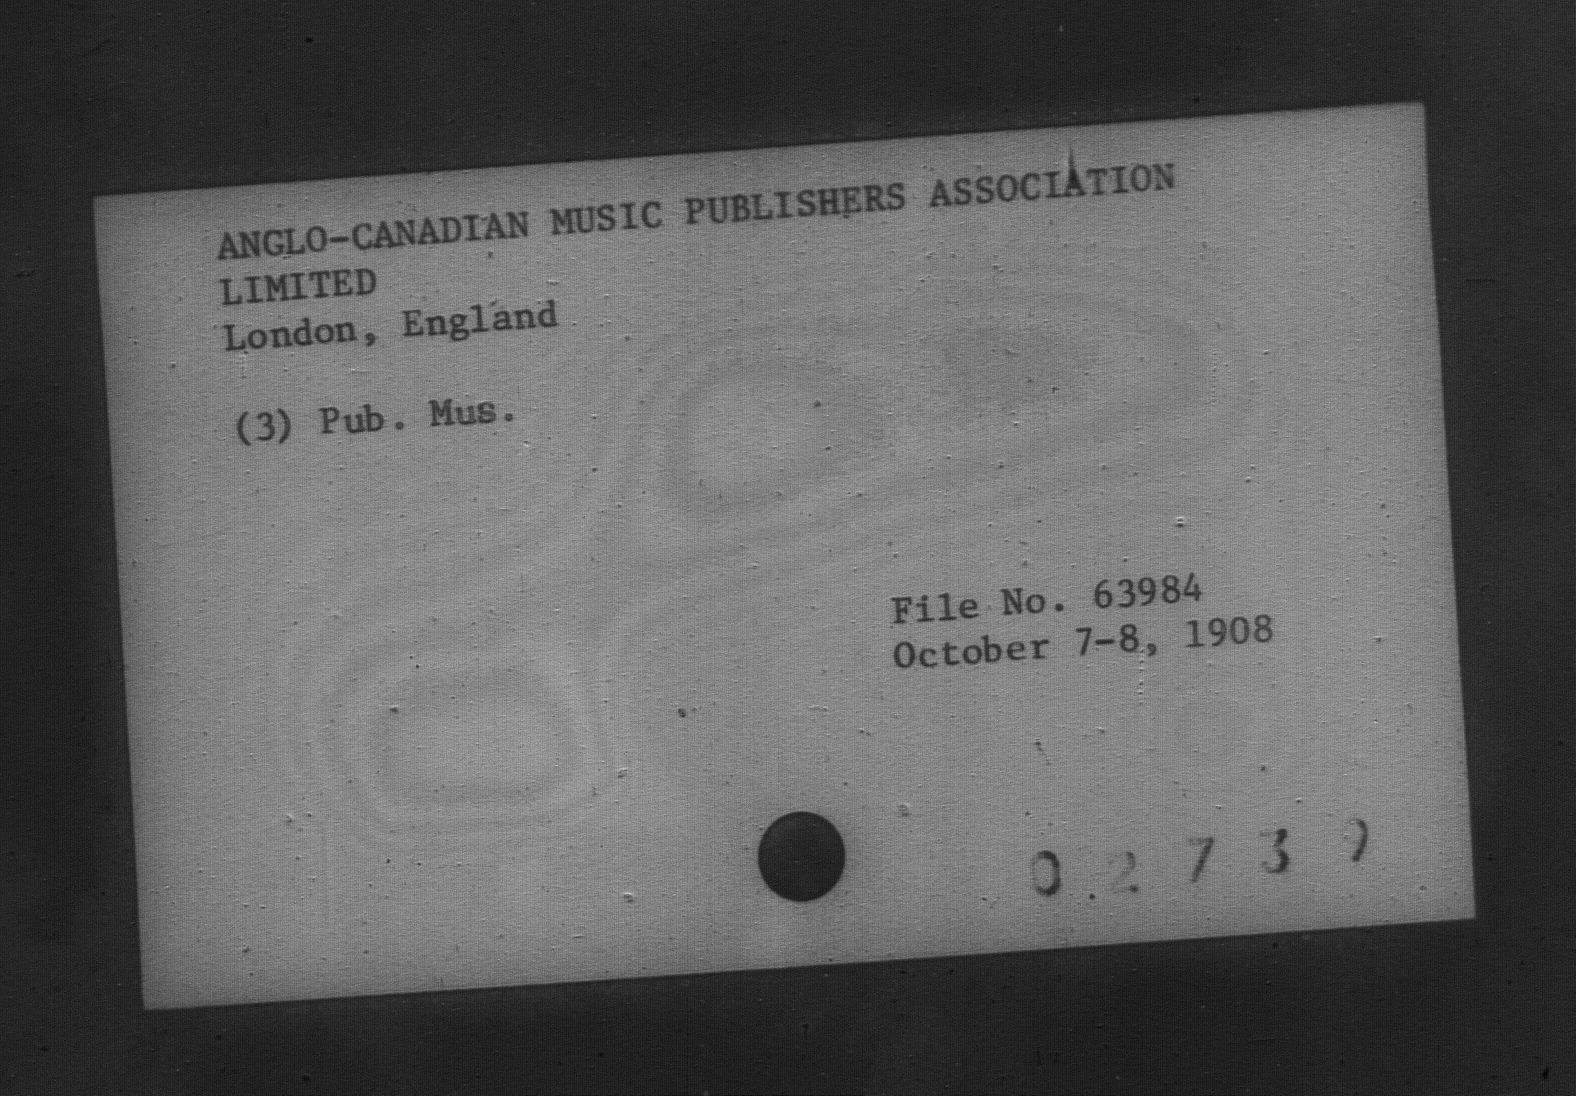 ANGLO-CANADIAN MUSIC PUBLISHERS ASSOCIATION
LIMITED
London, England
(3) Pub. Mus.
File No. 63984
October 7-8, 1908